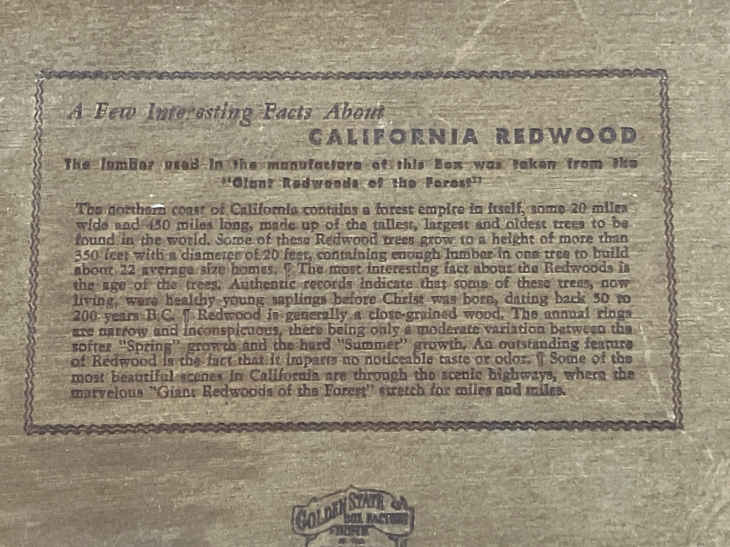 A Few Interesting Facts About
CALIFORNIA REDWOOD
The lumber used in the manufacture of this Box was taken from the
"Giant Redwoods of the Forest"
The northern coast of California contains a forest empire in itself, some 20 miles
wide and 450 miles long, made up of the tallest, largest and oldest trees to be
found in the world. Some of these Redwood trees grow to a height of more than
350 feet with a diameter of 20 feet, containing enough lumber in one tree to build
about 22 average size homes. ¶ The most interesting fact about the Redwoods is
the age of the trees. Authentic records indicate that some of these trees, now
living, were healthy young saplings before Christ was born, dating back 50 to
200 years B.C. ¶ Redwood is generally a close-grained wood. The annual rings
are narrow and inconspicuous, there being only a moderate variation between the
softer "Spring" growth and the hard "Summer" growth. An outstanding feature
of Redwood is the fact that it imparts no noticeable taste or odor. ¶ Some of the
most beautiful scenes in California are through the scenic highways, where the
marvelous "Giant Redwoods of the Forest" stretch for miles and miles.
GOLDEN STATE
BOX FACTORY